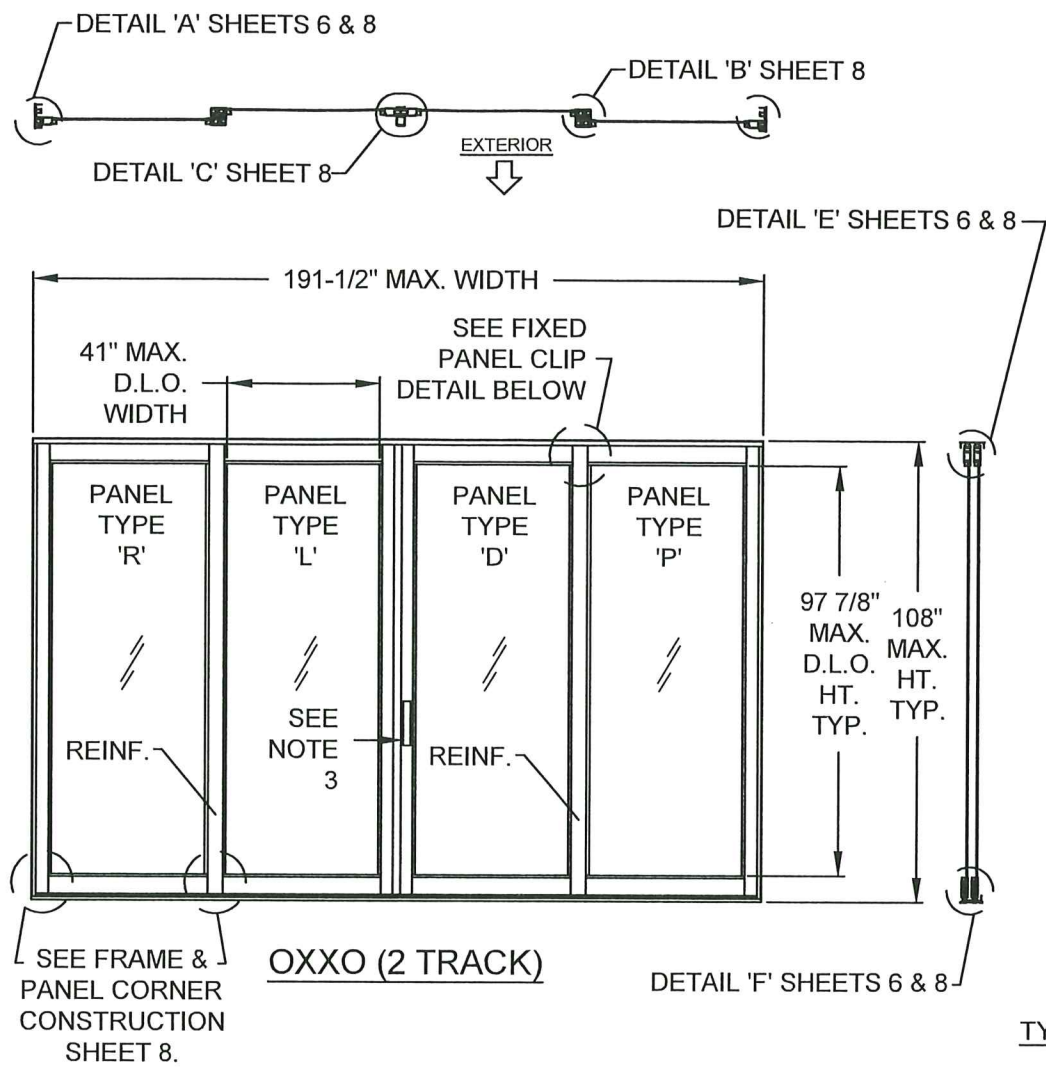 DETAIL 'A' SHEETS 6 & 8
DETAIL 'B' SHEET 8
DETAIL 'C' SHEET 8
EXTERIOR
DETAIL 'E' SHEETS 6 & 8
191-1/2" MAX. WIDTH
41" MAX.
D.L.O.
WIDTH
SEE FIXED
PANEL CLIP
DETAIL BELOW
PANEL
TYPE
'R'
PANEL
TYPE
'L'
PANEL
TYPE
'D'
PANEL
TYPE
'P'
97 7/8"
MAX.
D.L.O.
HT.
TYP.
108"
MAX.
HT.
TYP.
REINF.
SEE
NOTE
3
REINF.
SEE FRAME &
PANEL CORNER
CONSTRUCTION
SHEET 8.
OXXO (2 TRACK)
DETAIL 'F' SHEETS 6 & 8
TY